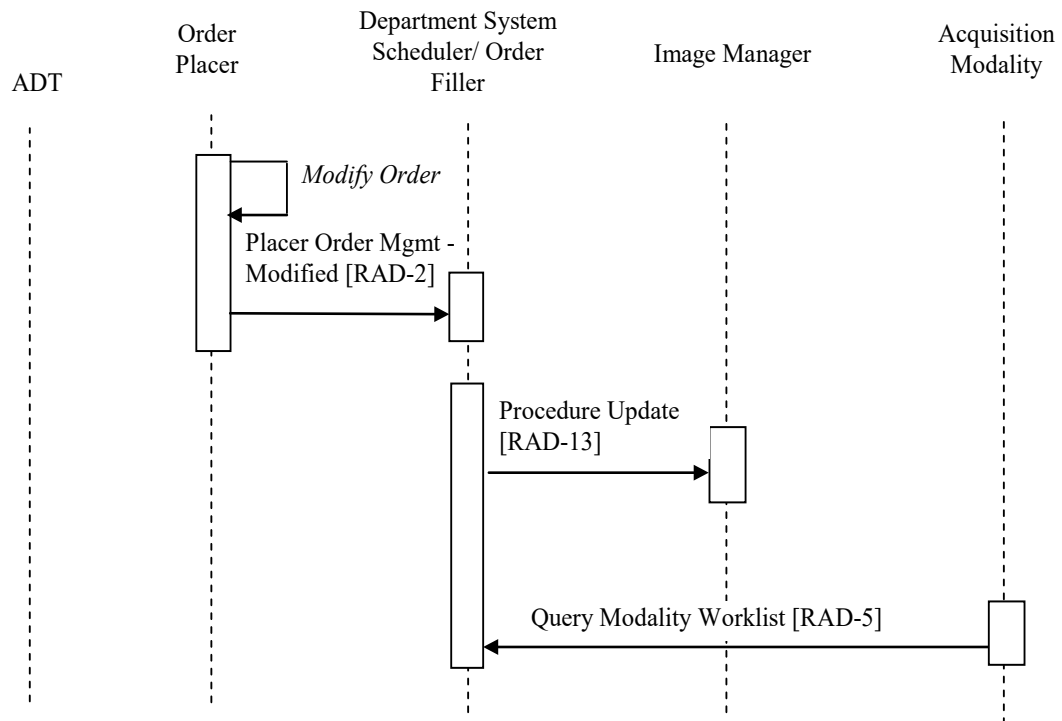 ADT
Order
Placer
Department System
Scheduler/ Order
Filler
Image Manager
Acquisition
Modality
Modify Order
Placer Order Mgmt -
Modified [RAD-2]
Procedure Update
[RAD-13]
Query Modality Worklist [RAD-5]